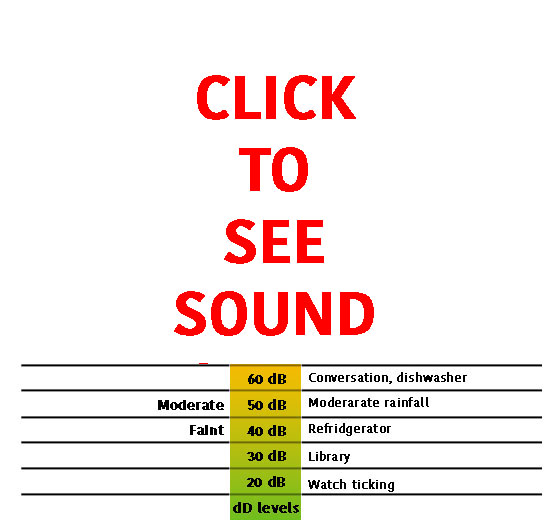 CLICK
TO
SEE
SOUND
60 dB Conversation, dishwasher
Moderate 50 dB Moderarate rainfall
Faint 40 dB Refridgerator
30 dB Library
20 dB Watch ticking
dD levels